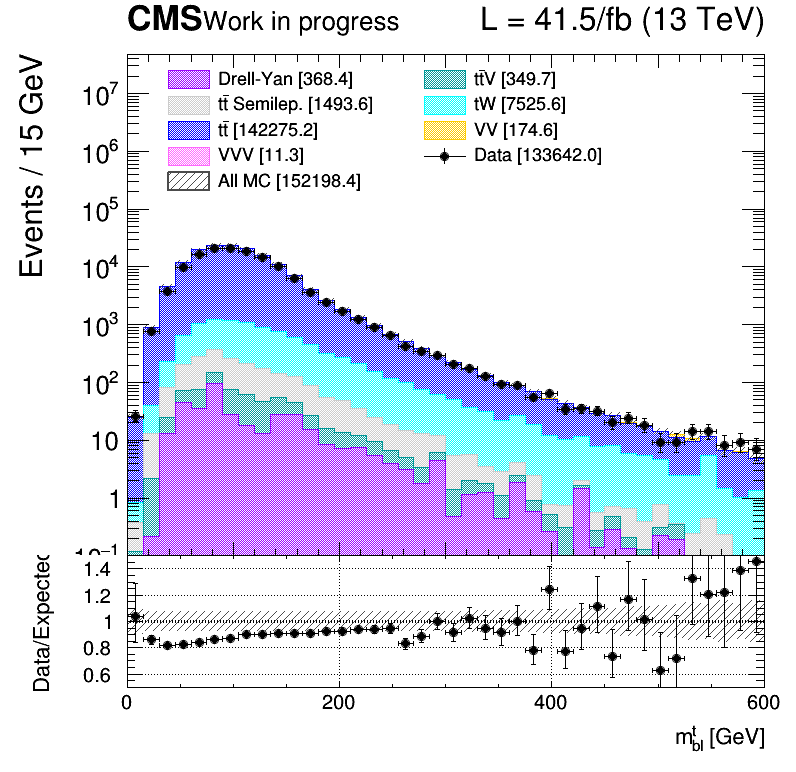 CMS Work in progress L = 41.5/fb (13 TeV)
Events / 15 GeV
Drell-Yan [368.4] tt̄V [349.7]
tt̄ Semilep. [1493.6] tW [7525.6]
tt̄ [142275.2] VV [174.6]
VVV [11.3] Data [133642.0]
All MC [152198.4]
10⁷
10⁶
10⁵
10⁴
10³
10²
10
1
10⁻¹
Data/Expected
1.4
1.2
1
0.8
0.6
0 200 400 600
mᵗbl [GeV]